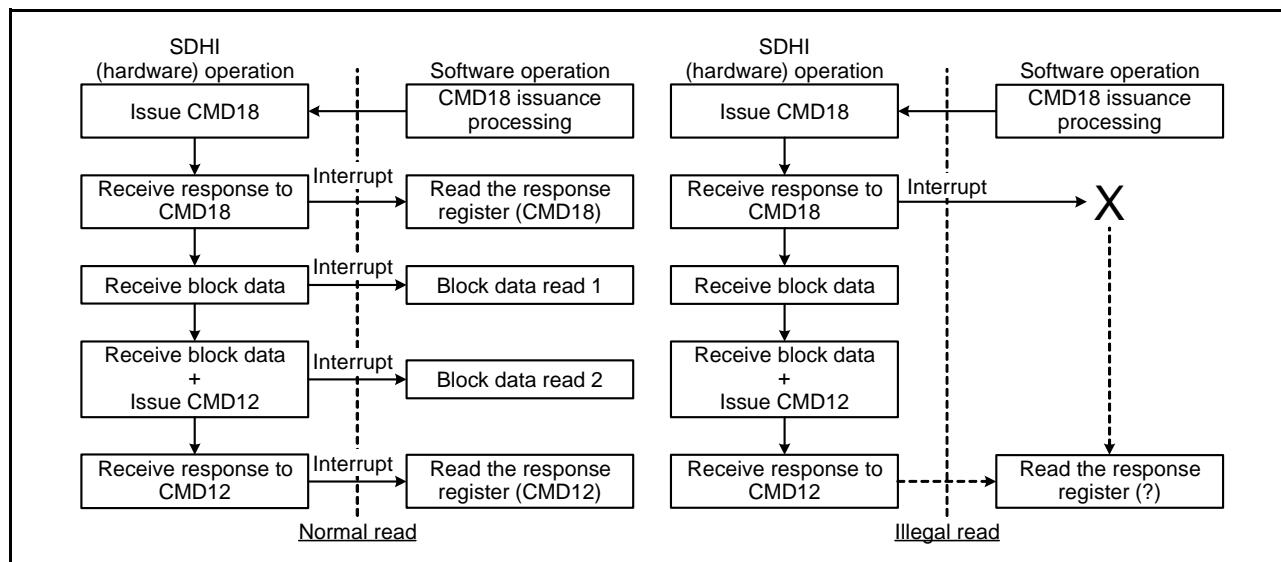 SDHI
(hardware) operation
Software operation
Issue CMD18
CMD18 issuance
processing
Receive response to
CMD18
Interrupt
Read the response
register (CMD18)
Receive block data
Interrupt
Block data read 1
Receive block data
+
Issue CMD12
Interrupt
Block data read 2
Receive response to
CMD12
Interrupt
Read the response
register (CMD12)
Normal read
SDHI
(hardware) operation
Software operation
Issue CMD18
CMD18 issuance
processing
Receive response to
CMD18
Interrupt
X
Receive block data
Receive block data
+
Issue CMD12
Receive response to
CMD12
Read the response
register (?)
Illegal read